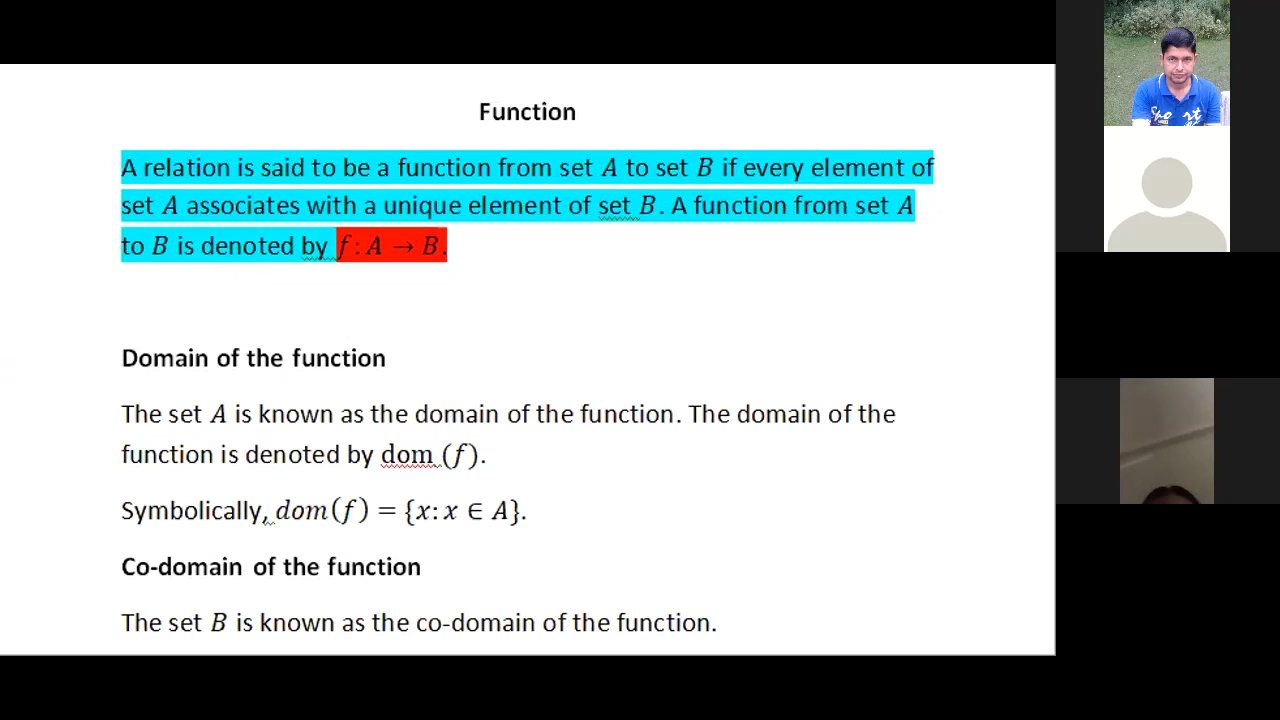 Function
A relation is said to be a function from set A to set B if every element of
set A associates with a unique element of set B. A function from set A
to B is denoted by f : A → B.
Domain of the function
The set A is known as the domain of the function. The domain of the
function is denoted by dom (f).
Symbolically, dom(f) = {x: x ∈ A}.
Co-domain of the function
The set B is known as the co-domain of the function.